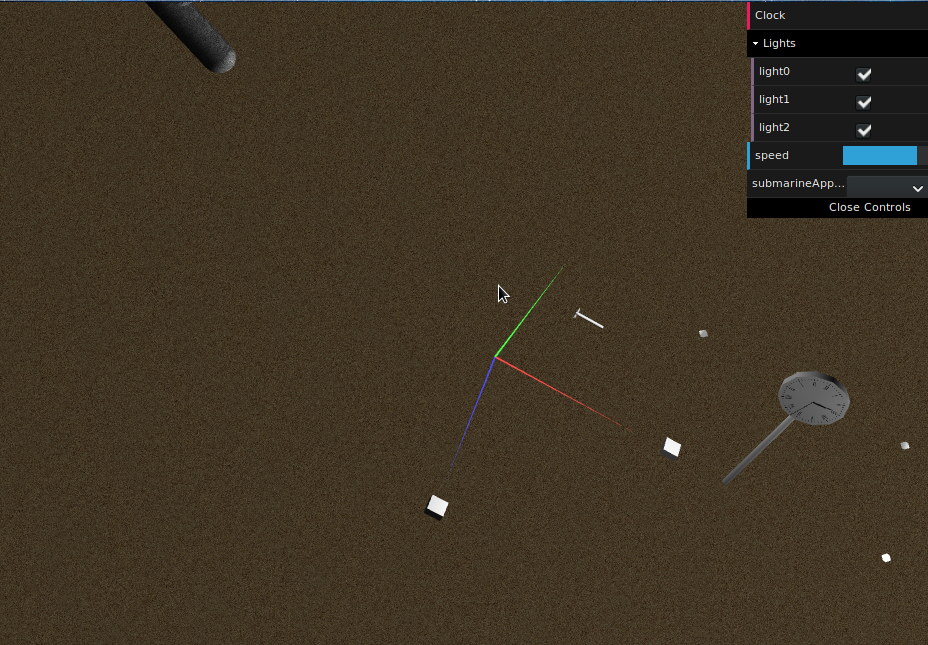 Clock
Lights
light0
light1
light2
speed
submarineApp...
Close Controls